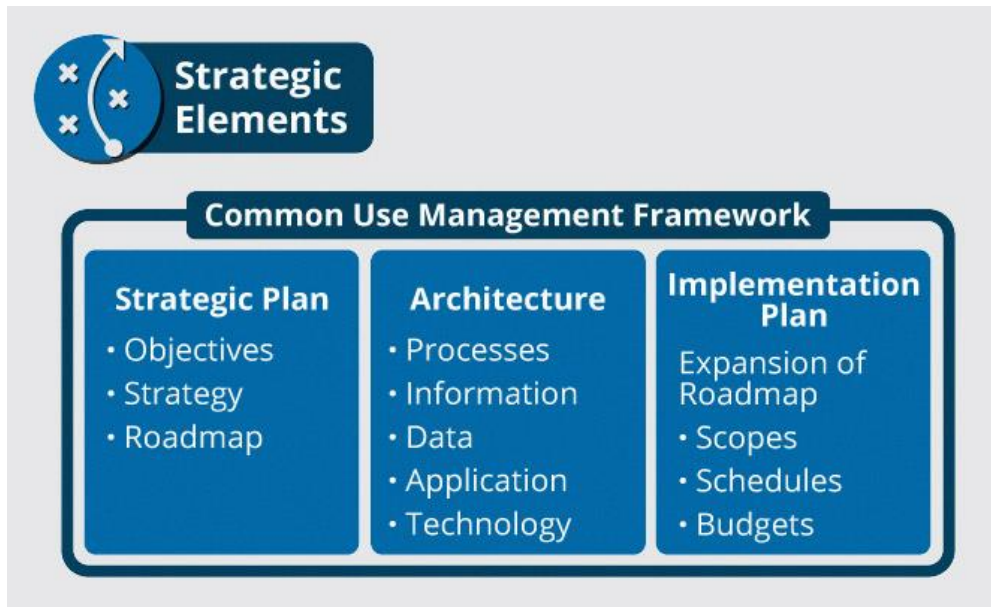 Strategic
Elements
Common Use Management Framework
Strategic Plan
• Objectives
• Strategy
• Roadmap
Architecture
• Processes
• Information
• Data
• Application
• Technology
Implementation
Plan
Expansion of
Roadmap
• Scopes
• Schedules
• Budgets